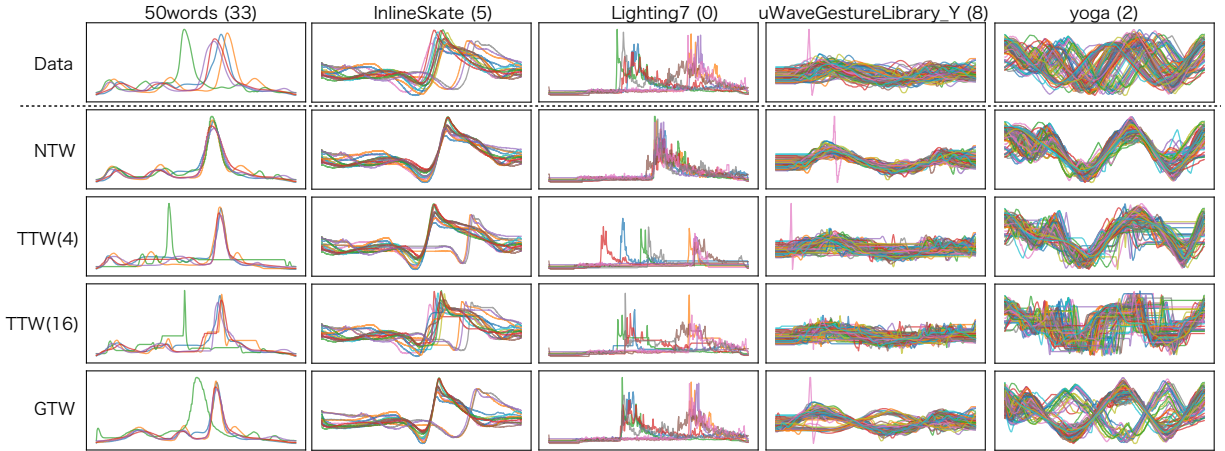 50words (33) InlineSkate (5) Lighting7 (0) uWaveGestureLibrary_Y (8) yoga (2)
Data
NTW
TTW(4)
TTW(16)
GTW